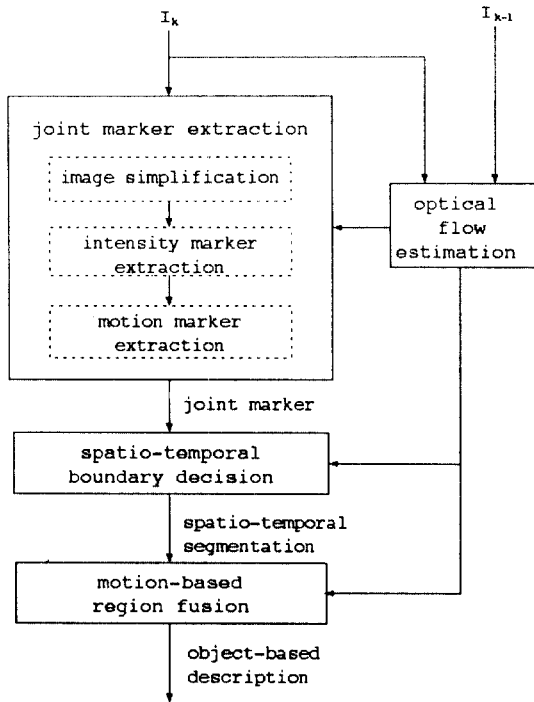 I_k
I_k-1
joint marker extraction
image simplification
intensity marker
extraction
motion marker
extraction
optical
flow
estimation
joint marker
spatio-temporal
boundary decision
spatio-temporal
segmentation
motion-based
region fusion
object-based
description